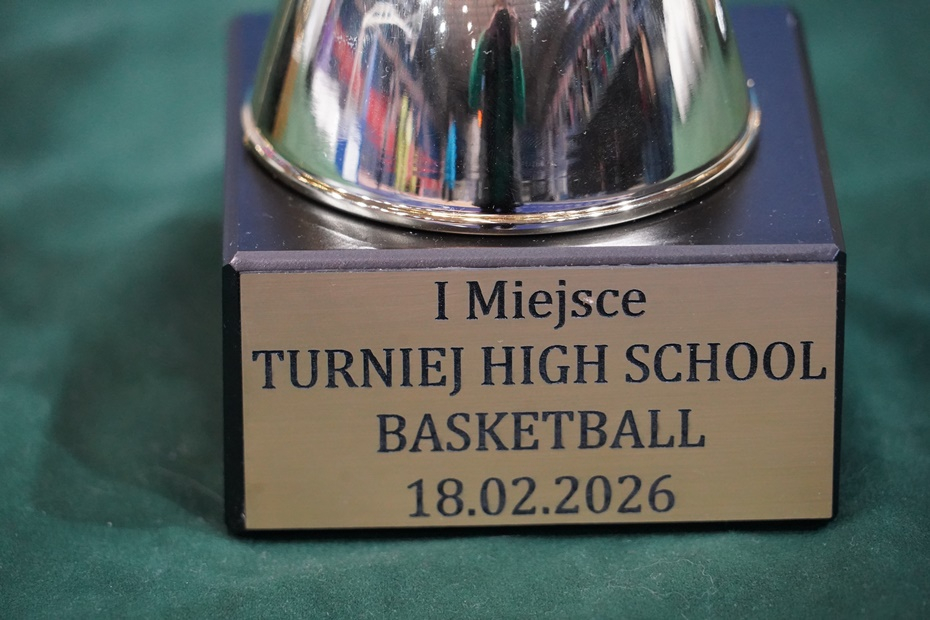 I Miejsce
TURNIEJ HIGH SCHOOL
BASKETBALL
18.02.2026